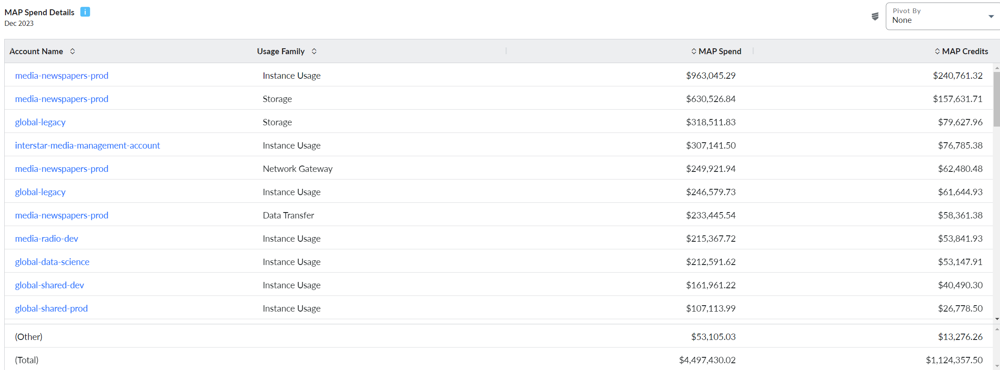 MAP Spend Details i
Dec 2023
Pivot By
None
Account Name Usage Family MAP Spend MAP Credits
media-newspapers-prod Instance Usage $963,045.29 $240,761.32
media-newspapers-prod Storage $630,526.84 $157,631.71
global-legacy Storage $318,511.83 $79,627.96
interstar-media-management-account Instance Usage $307,141.50 $76,785.38
media-newspapers-prod Network Gateway $249,921.94 $62,480.48
global-legacy Instance Usage $246,579.73 $61,644.93
media-newspapers-prod Data Transfer $233,445.54 $58,361.38
media-radio-dev Instance Usage $215,367.72 $53,841.93
global-data-science Instance Usage $212,591.62 $53,147.91
global-shared-dev Instance Usage $161,961.22 $40,490.30
global-shared-prod Instance Usage $107,113.99 $26,778.50
(Other) $53,105.03 $13,276.26
(Total) $4,497,430.02 $1,124,357.50